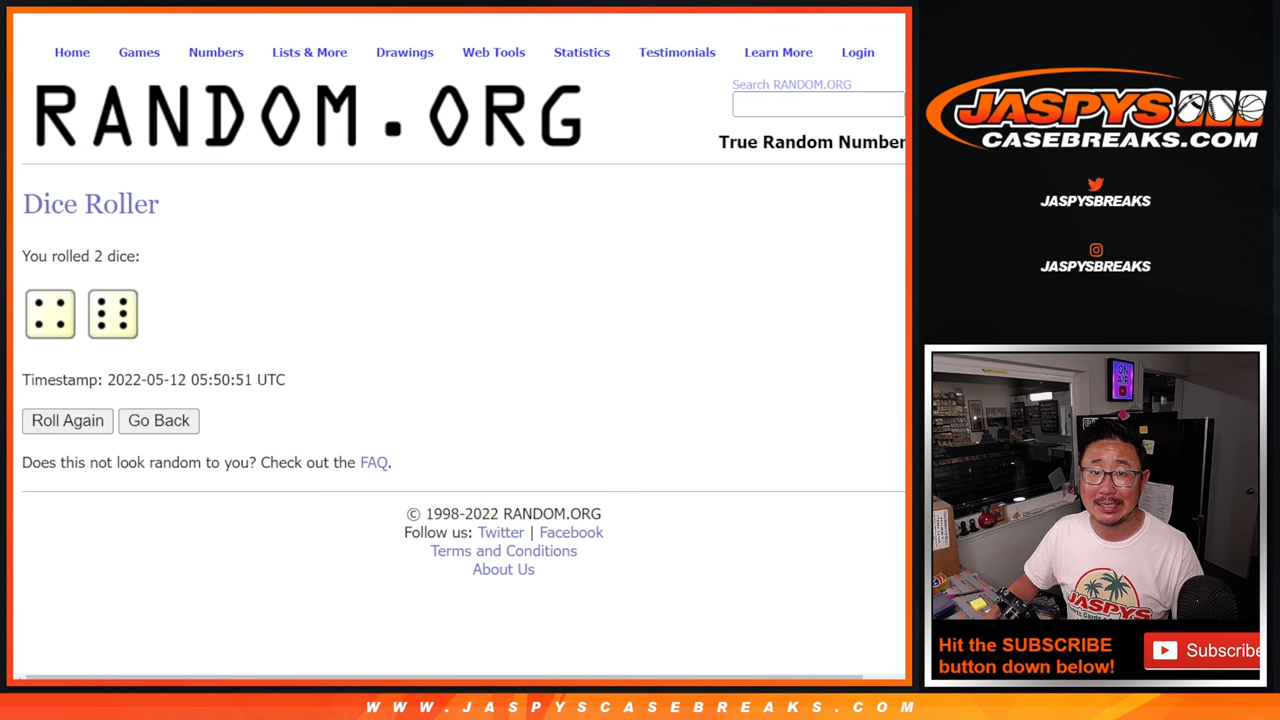 Home Games Numbers Lists & More Drawings Web Tools Statistics Testimonials Learn More Login
RANDOM.ORG
Search RANDOM.ORG
True Random Number
Dice Roller
You rolled 2 dice:
Timestamp: 2022-05-12 05:50:51 UTC
Roll Again Go Back
Does this not look random to you? Check out the FAQ.
© 1998-2022 RANDOM.ORG
Follow us: Twitter | Facebook
Terms and Conditions
About Us
JASPYS
CASEBREAKS.COM
JASPYSBREAKS
JASPYSBREAKS
ON
AIR
JASPYS
Hit the SUBSCRIBE
button down below!
Subscribe
WWW.JASPYSCASEBREAKS.COM